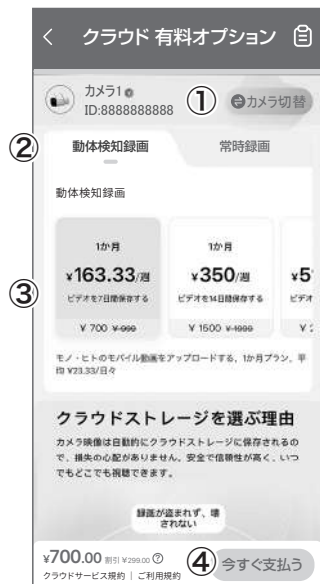 クラウド 有料オプション
カメラ1
ID:8888888888
①
カメラ切替
②
動体検知録画
常時録画
動体検知録画
③
1か月
¥163.33/週
ビデオを7日間保存する
¥ 700 ¥ 999
1か月
¥350/週
ビデオを14日間保存する
¥ 1500 ¥ 1999
¥5
ビデオ
¥
モノ・ヒトのモバイル動画をアップロードする、1か月プラン、平
均 ¥23.33/日々
クラウドストレージを選ぶ理由
カメラ映像は自動的にクラウドストレージに保存されるの
で、損失の心配がありません。安全で信頼性が高く、いつ
でもどこでも視聴できます。
録画が盗まれず、壊
されない
¥700.00 割引 ¥299.00
クラウドサービス規約 | ご利用規約
④
今すぐ支払う